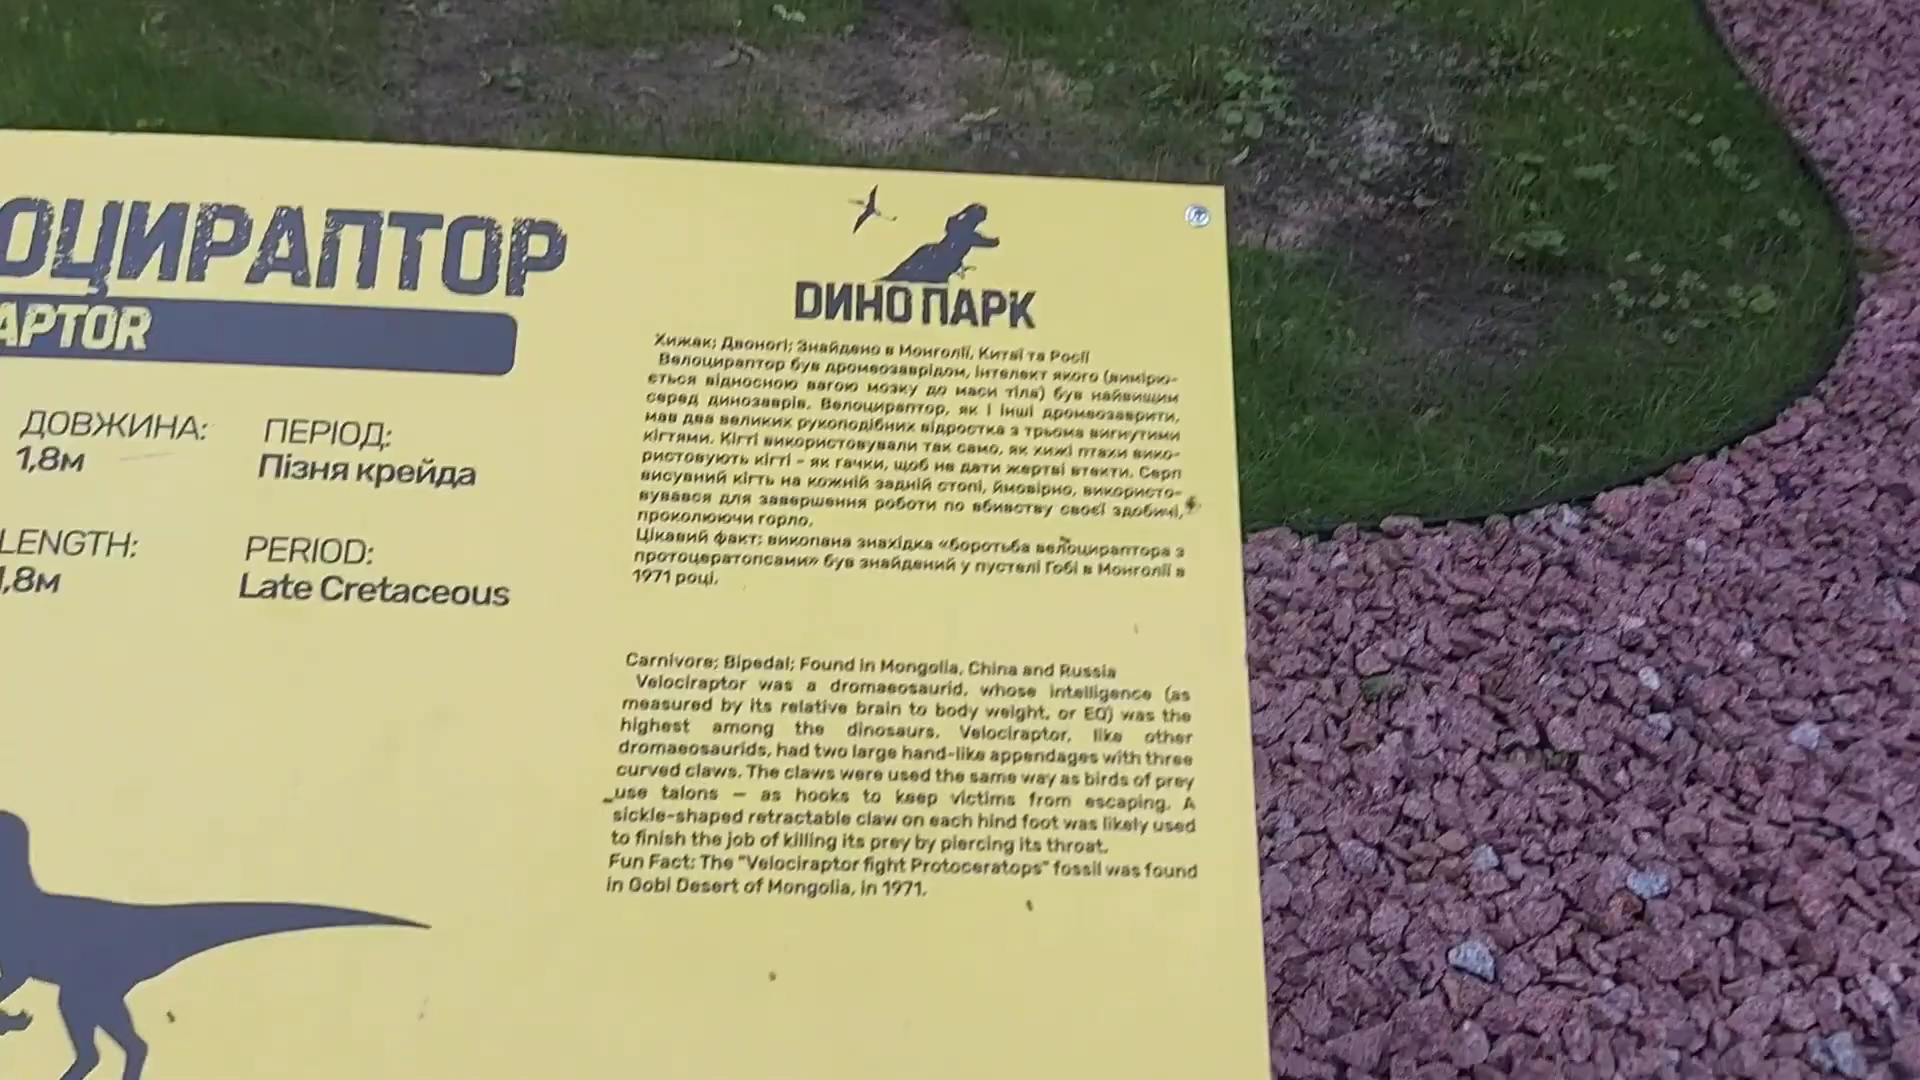 ОЦИРАПТОР
APTOR
ДОВЖИНА:
1,8м
ПЕРІОД:
Пізня крейда
LENGTH:
1,8м
PERIOD:
Late Cretaceous
DИНО ПАРК
Хижак; Двоногі; Знайдено в Монголії, Китаї та Росії
Велоцираптор був дромеозаврідом, інтелект якого (вимірю-
ється відносною вагою мозку до маси тіла) був найвищим
серед динозаврів. Велоцираптор, як і інші дромеозаврити,
мав два великих рукоподібних відростка з трьома вигнутими
кігтями. Кігті використовували так само, як хижі птахи вико-
ристовують кігті – як гачки, щоб не дати жертві втекти. Серп
висувний кіготь на кожній задній стопі, ймовірно, використо-
вувався для завершення роботи по вбивству своєї здобичі,
проколюючи горло.
Цікавий факт: викопана знахідка «боротьба велоцираптора з
протоцератопсами» був знайдений у пустелі Гобі в Монголії в
1971 році.
Carnivore; Bipedal; Found in Mongolia, China and Russia
Velociraptor was a dromaeosaurid, whose intelligence (as
measured by its relative brain to body weight, or EQ) was the
highest among the dinosaurs. Velociraptor, like other
dromaeosaurids, had two large hand-like appendages with three
curved claws. The claws were used the same way as birds of prey
use talons – as hooks to keep victims from escaping. A
sickle-shaped retractable claw on each hind foot was likely used
to finish the job of killing its prey by piercing its throat.
Fun Fact: The "Velociraptor fight Protoceratops" fossil was found
in Gobi Desert of Mongolia, in 1971.